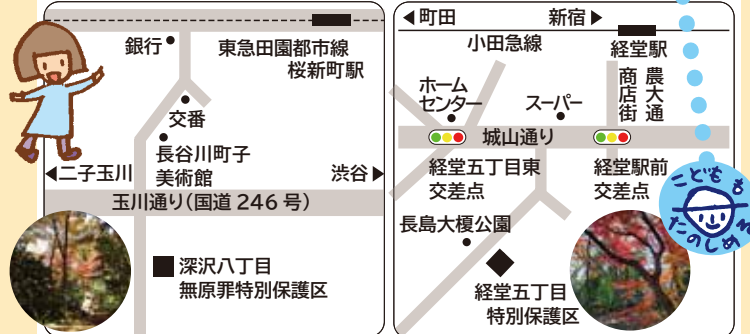 銀行
東急田園都市線
桜新町駅
交番
長谷川町子
美術館
◀二子玉川
渋谷▶
玉川通り(国道246号)
深沢八丁目
無原罪特別保護区
◀町田
新宿▶
小田急線
経堂駅
ホーム
センター
スーパー
農大通
商店街
城山通り
経堂五丁目東
交差点
経堂駅前
交差点
長島大榎公園
経堂五丁目
特別保護区
こどもも
たのしめる